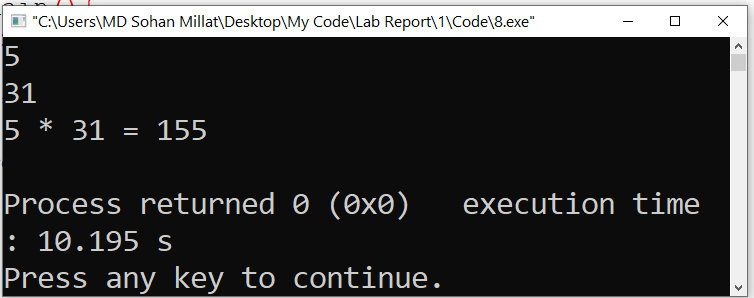 "C:\Users\MD Sohan Millat\Desktop\My Code\Lab Report\1\Code\8.exe"
5
31
5 * 31 = 155
Process returned 0 (0x0)   execution time
: 10.195 s
Press any key to continue.